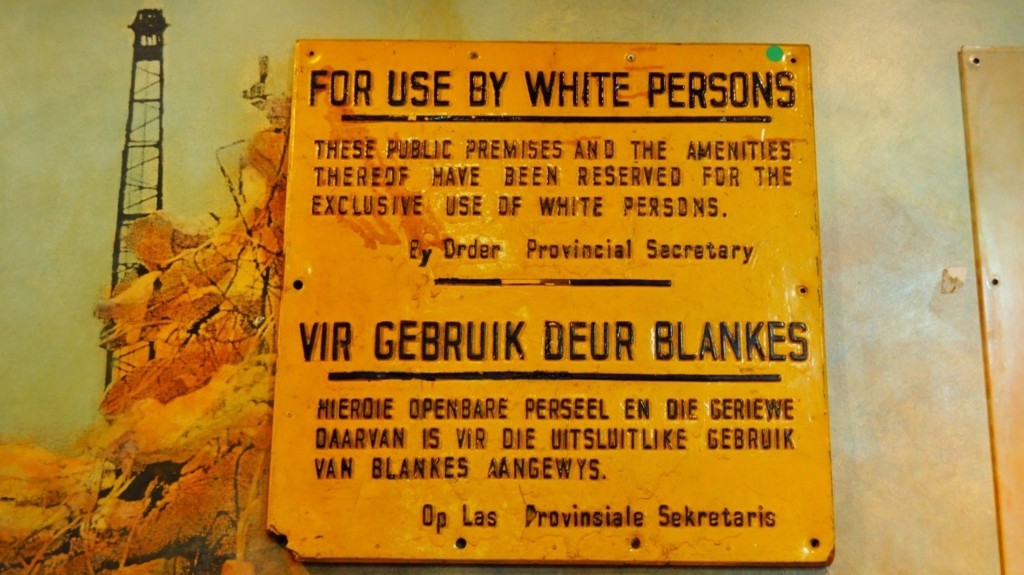 FOR USE BY WHITE PERSONS
THESE PUBLIC PREMISES AND THE AMENITIES
THEREOF HAVE BEEN RESERVED FOR THE
EXCLUSIVE USE OF WHITE PERSONS.
By Order Provincial Secretary
VIR GEBRUIK DEUR BLANKES
HIERDIE OPENBARE PERSEEL EN DIE GERIEWE
DAARVAN IS VIR DIE UITSLUITLIKE GEBRUIK
VAN BLANKES AANGEWYS.
Op Las Provinsiale Sekretaris